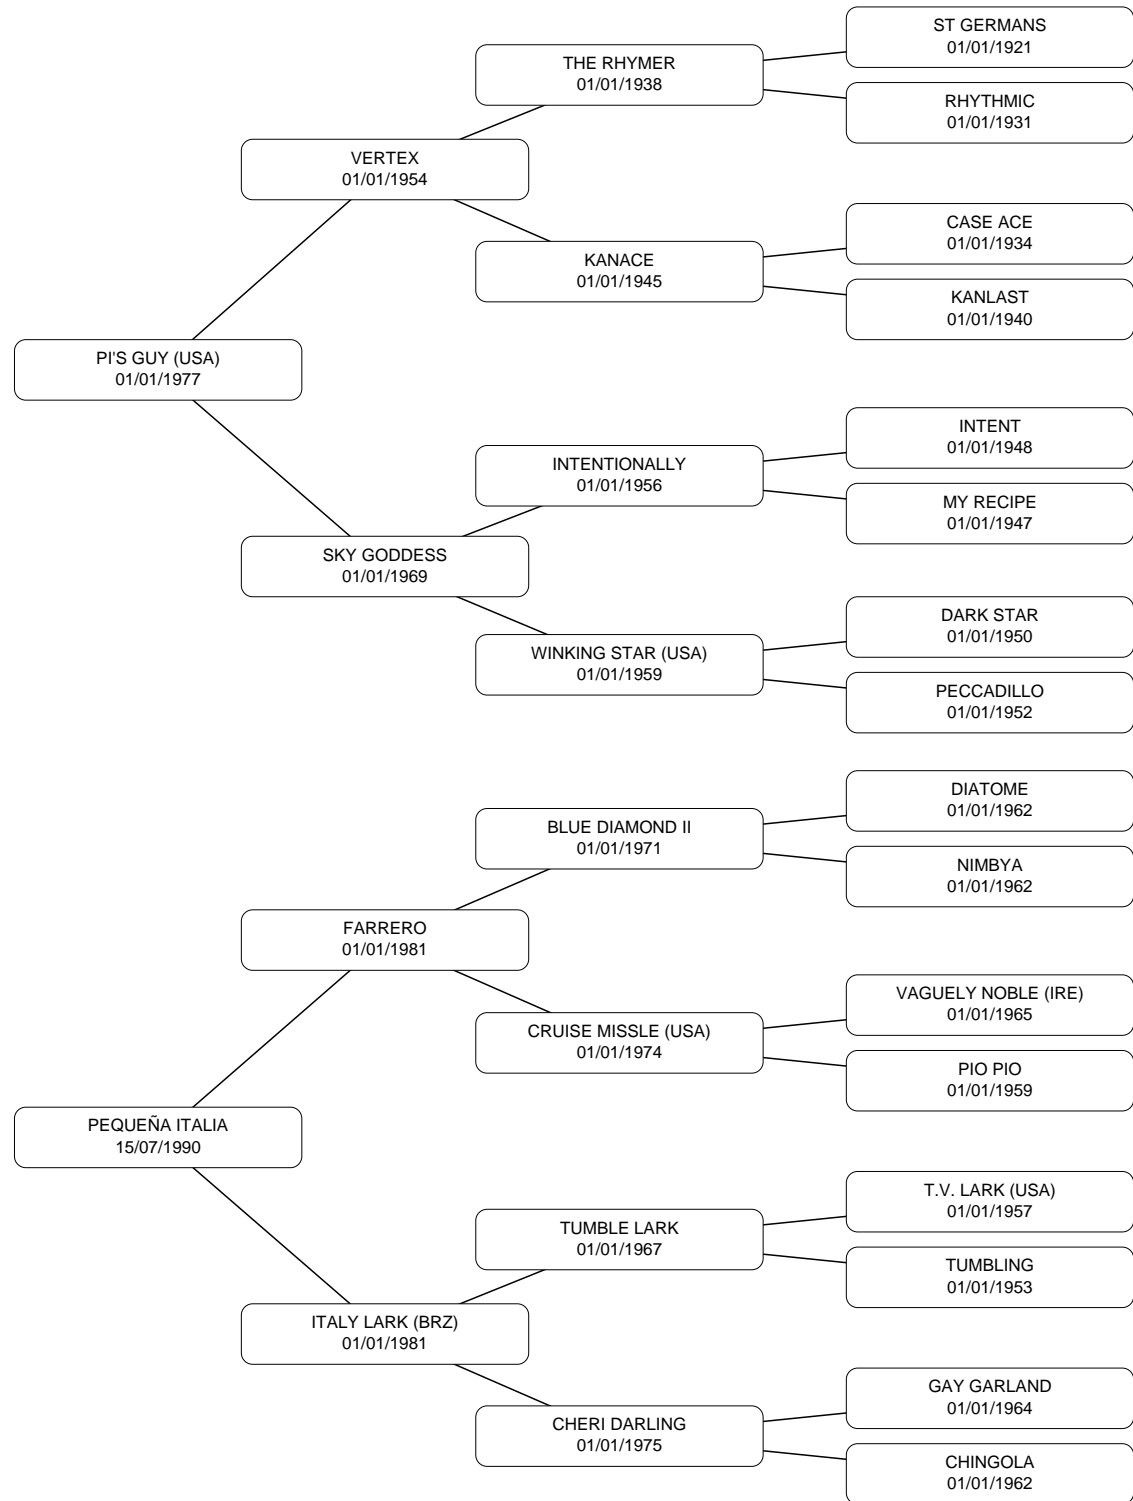 ST GERMANS
01/01/1921
THE RHYMER
01/01/1938
RHYTHMIC
01/01/1931
VERTEX
01/01/1954
CASE ACE
01/01/1934
KANACE
01/01/1945
KANLAST
01/01/1940
PI'S GUY (USA)
01/01/1977
INTENT
01/01/1948
INTENTIONALLY
01/01/1956
MY RECIPE
01/01/1947
SKY GODDESS
01/01/1969
DARK STAR
01/01/1950
WINKING STAR (USA)
01/01/1959
PECCADILLO
01/01/1952
DIATOME
01/01/1962
BLUE DIAMOND II
01/01/1971
NIMBYA
01/01/1962
FARRERO
01/01/1981
VAGUELY NOBLE (IRE)
01/01/1965
CRUISE MISSLE (USA)
01/01/1974
PIO PIO
01/01/1959
PEQUEÑA ITALIA
15/07/1990
T.V. LARK (USA)
01/01/1957
TUMBLE LARK
01/01/1967
TUMBLING
01/01/1953
ITALY LARK (BRZ)
01/01/1981
GAY GARLAND
01/01/1964
CHERI DARLING
01/01/1975
CHINGOLA
01/01/1962